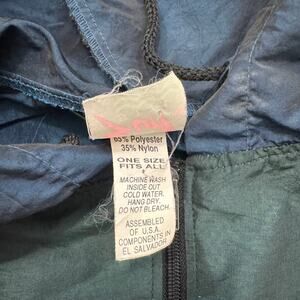 65% Polyester
35% Nylon
ONE SIZE
FITS ALL
MACHINE WASH
INSIDE OUT
COLD WATER.
HANG DRY.
DO NOT BLEACH.
ASSEMBLED
OF U.S.A.
COMPONENTS IN
EL SALVADOR